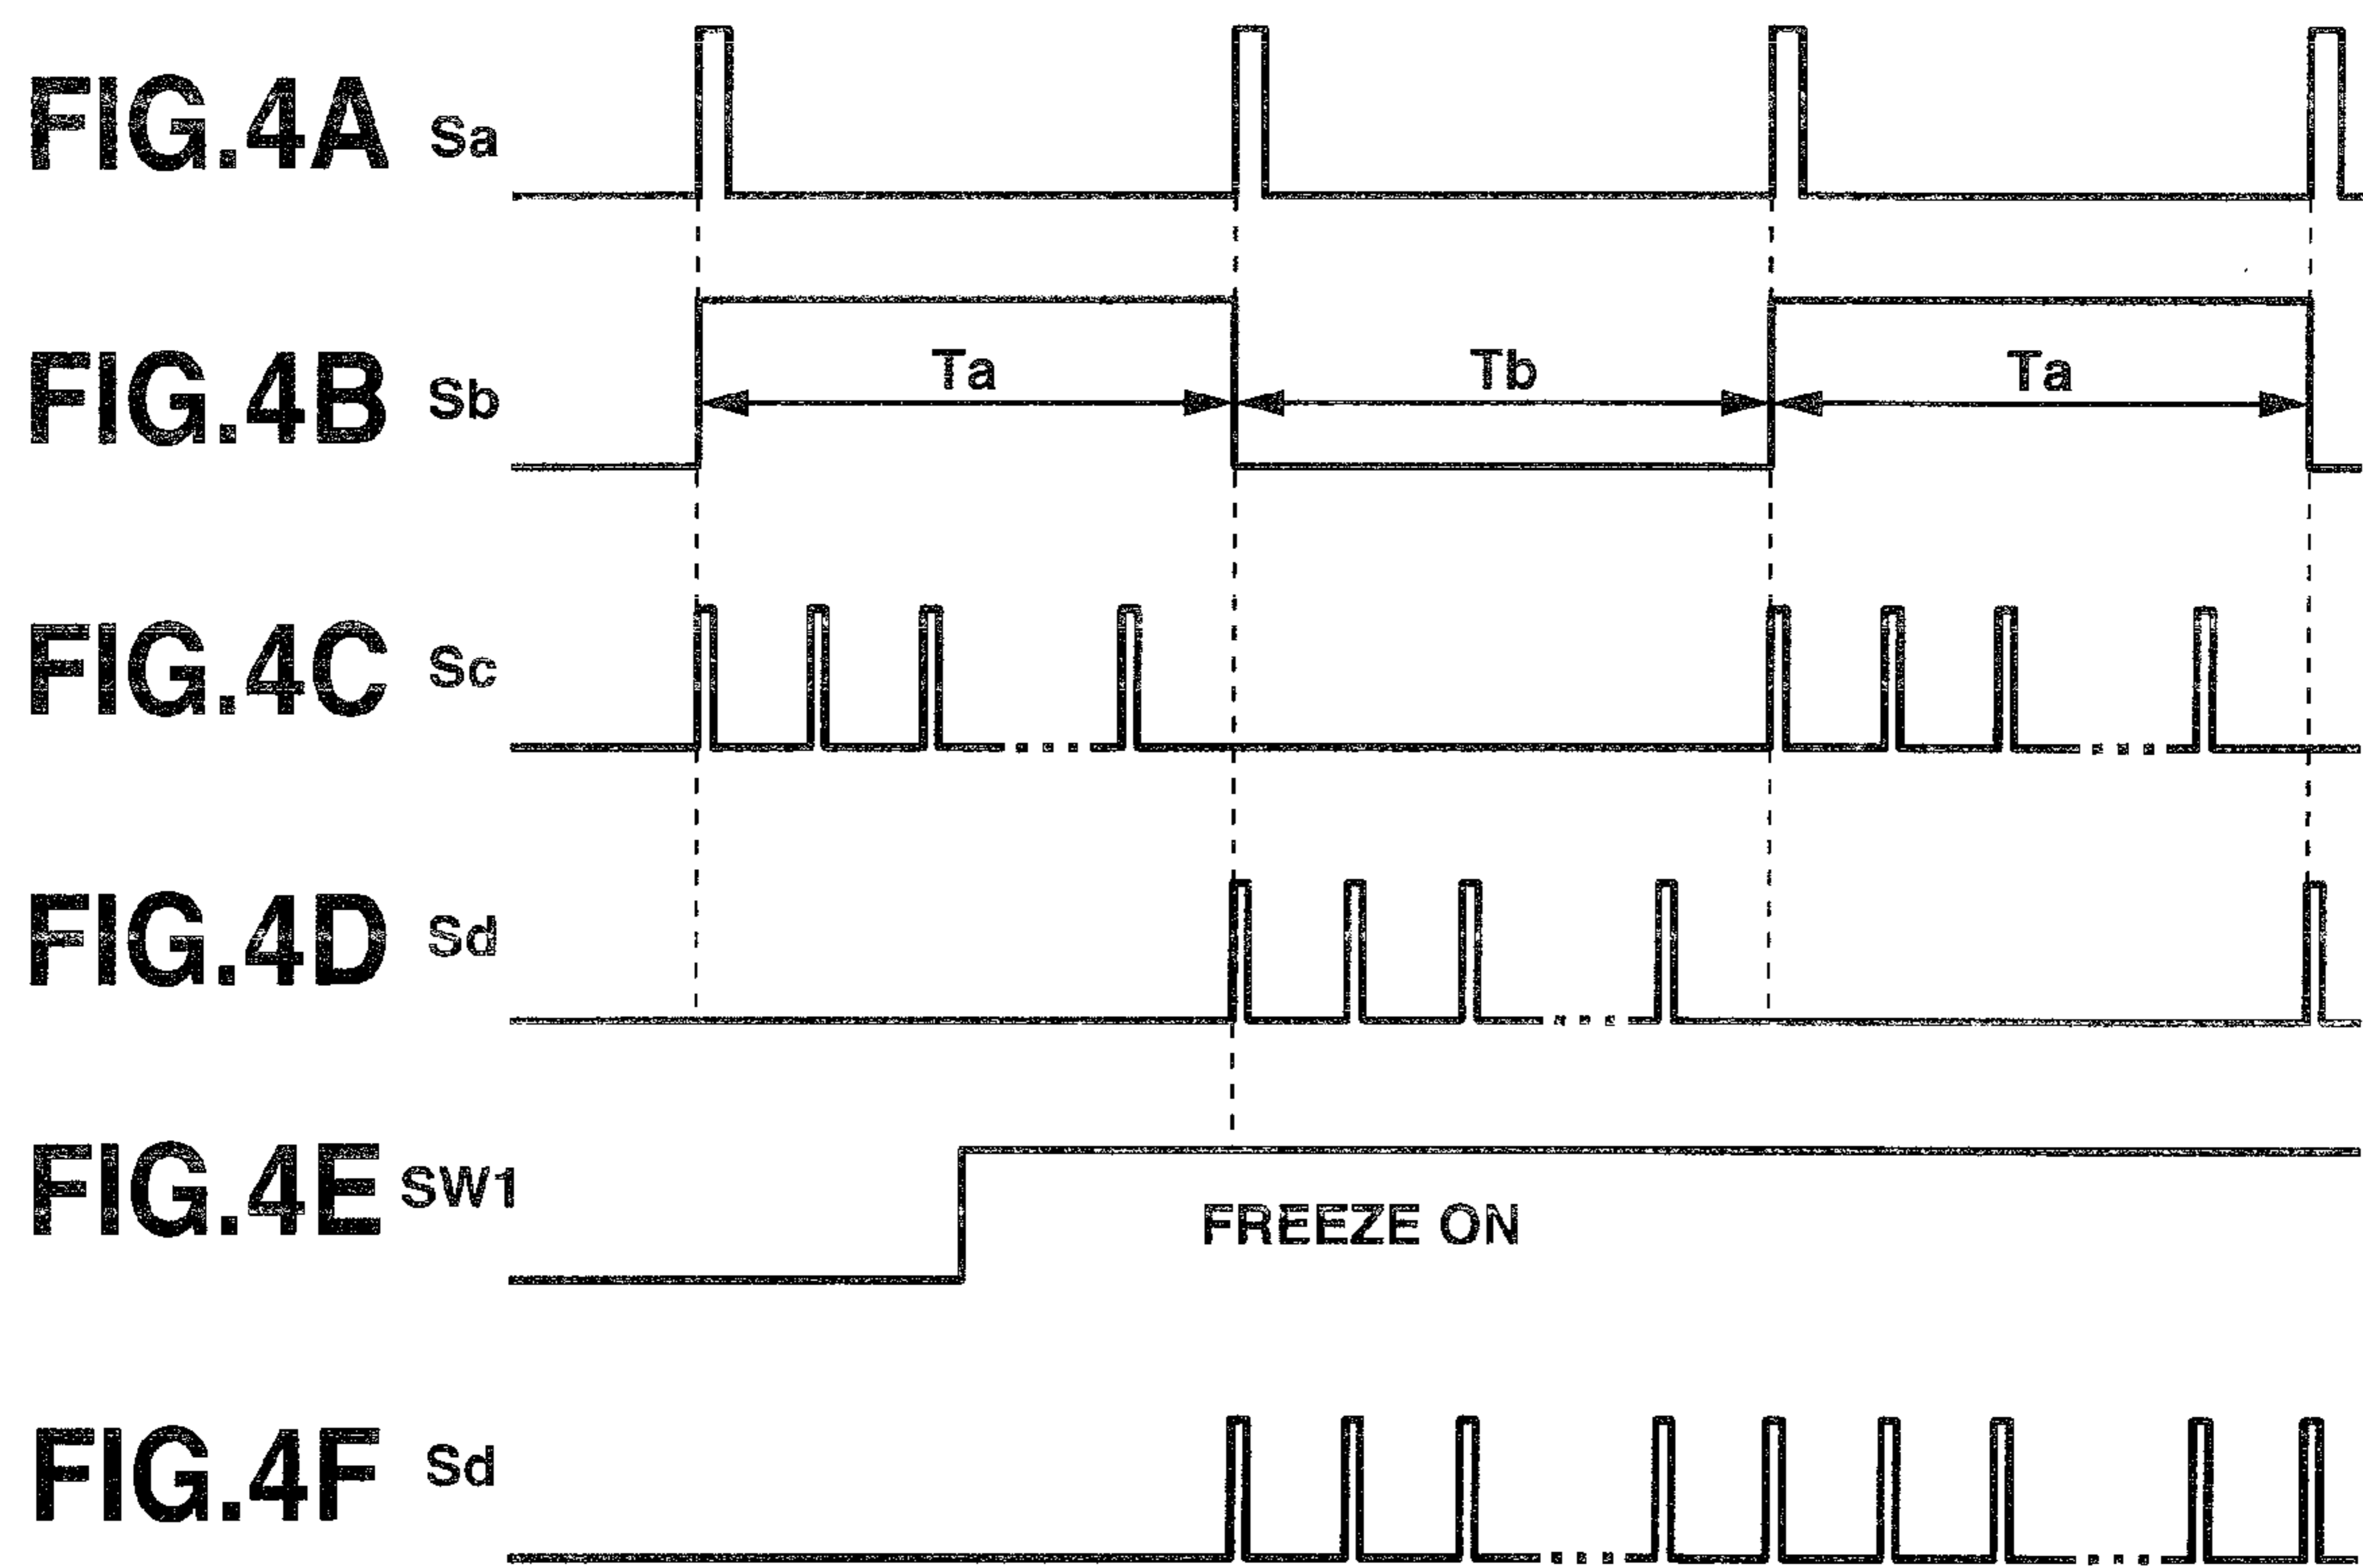 FIG.4A Sa
FIG.4B Sb Ta Tb Ta
FIG.4C Sc
FIG.4D Sd
FIG.4E SW1
FREEZE ON
FIG.4F Sd